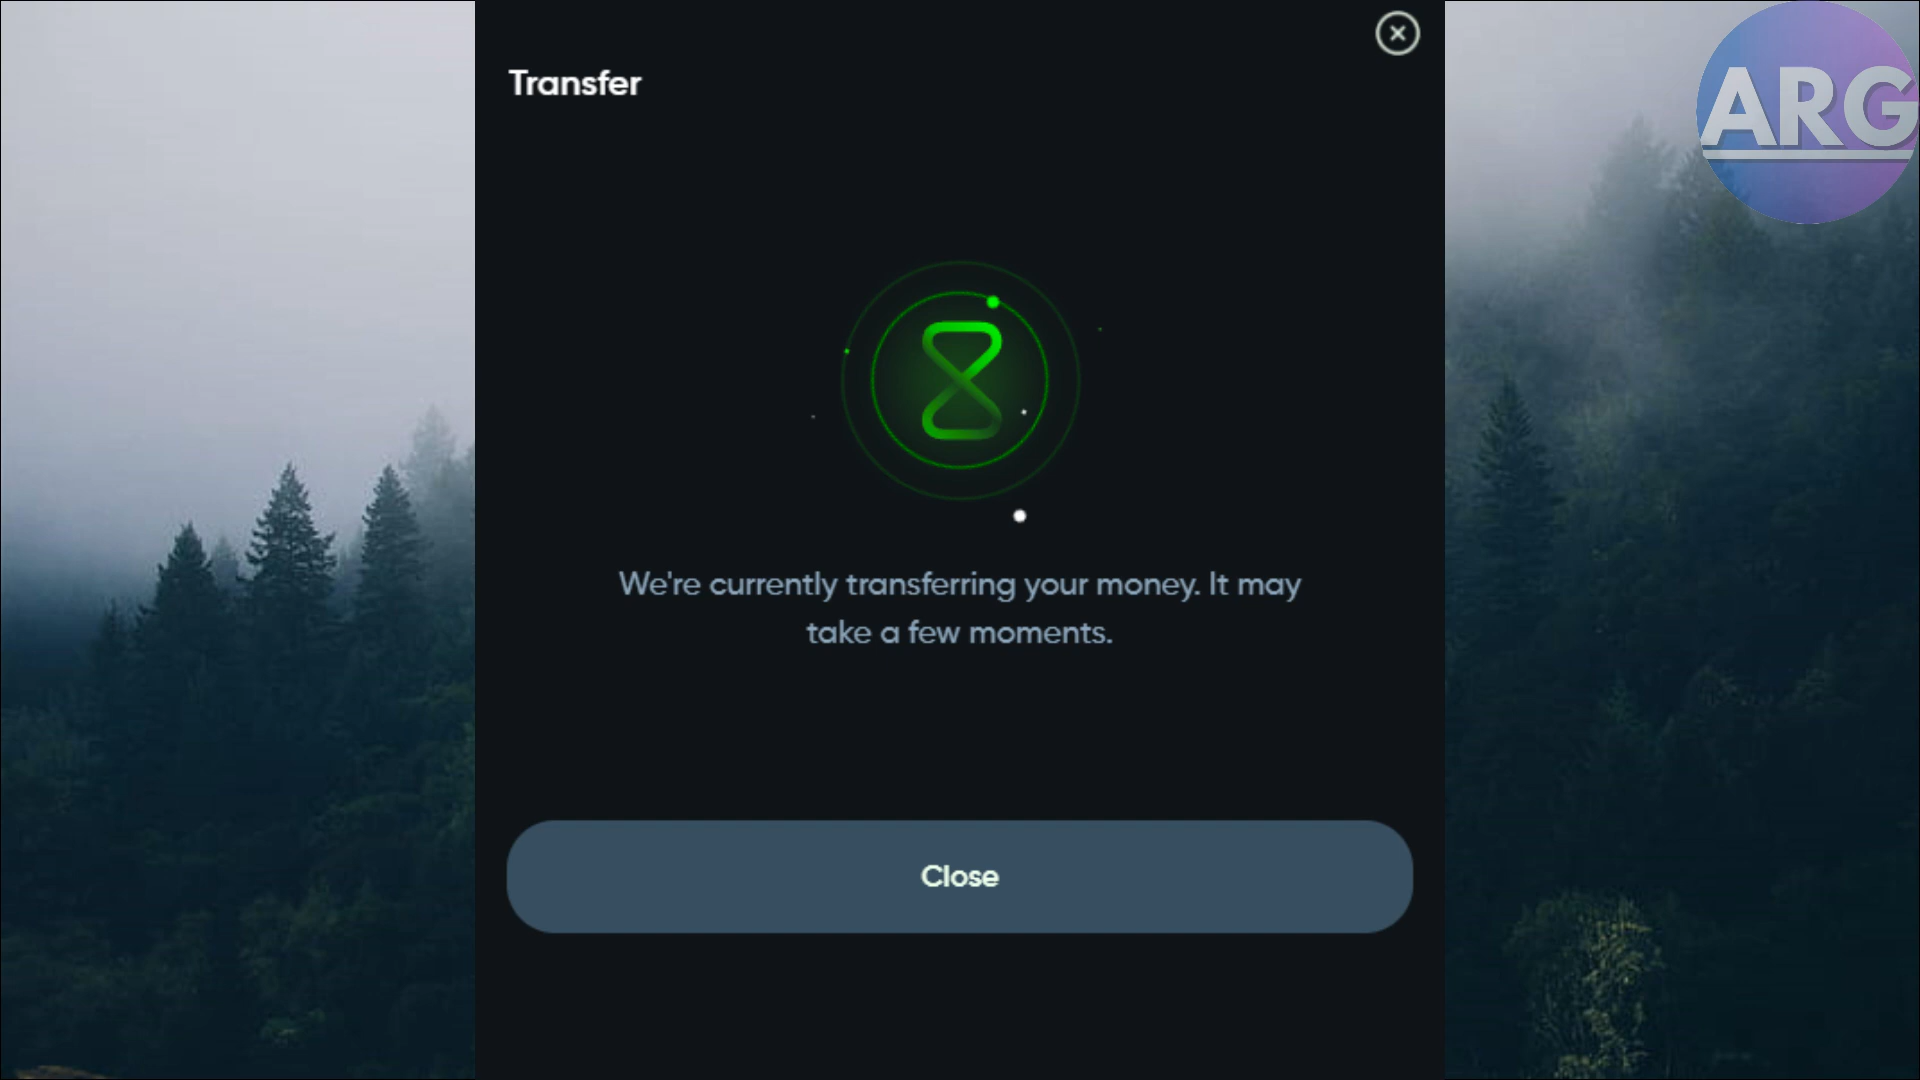 ARG
Transfer
We're currently transferring your money. It may
take a few moments.
Close